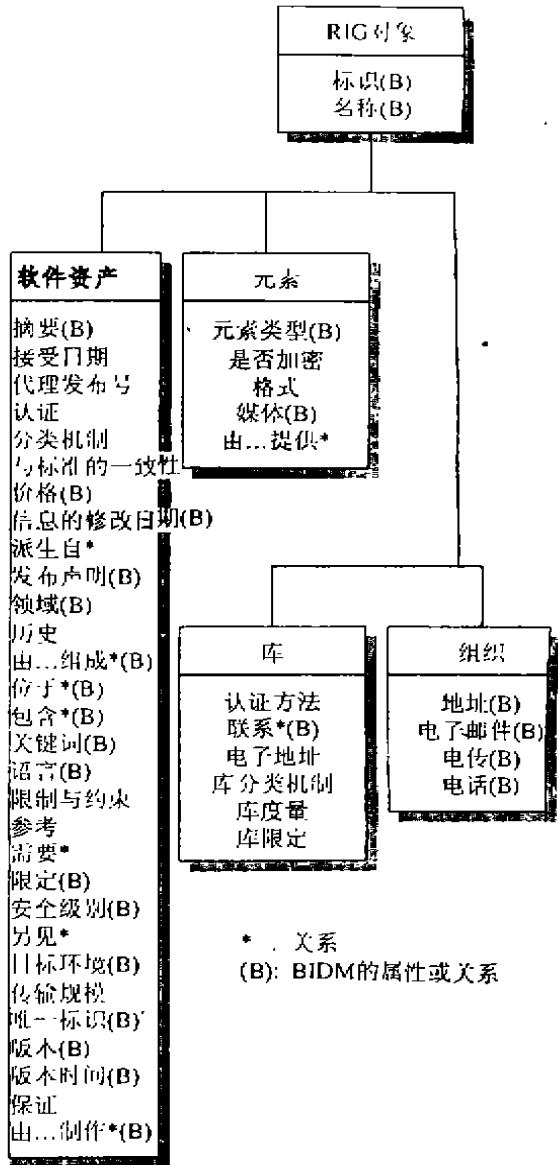 RIG对象
标识(B)
名称(B)
软件资产
摘要(B)
接受日期
代理发布号
认证
分类机制
与标准的一致性
价格(B)
信息的修改日期(B)
派生自*
发布声明(B)
领域(B)
历史
由…组成*(B)
位于*(B)
包含*(B)
关键词(B)
语言(B)
限制与约束
参考
需要*
限定(B)
安全级别(B)
另见*
目标环境(B)
传输规模
唯一标识(B)
版本(B)
版本时间(B)
保证
由…制作*(B)
元素
元素类型(B)
是否加密
格式
媒体(B)
由…提供*
库
认证方法
联系*(B)
电子地址
库分类机制
库度量
库限定
组织
地址(B)
电子邮件(B)
电传(B)
电话(B)
* : 关系
(B): BIDM的属性或关系